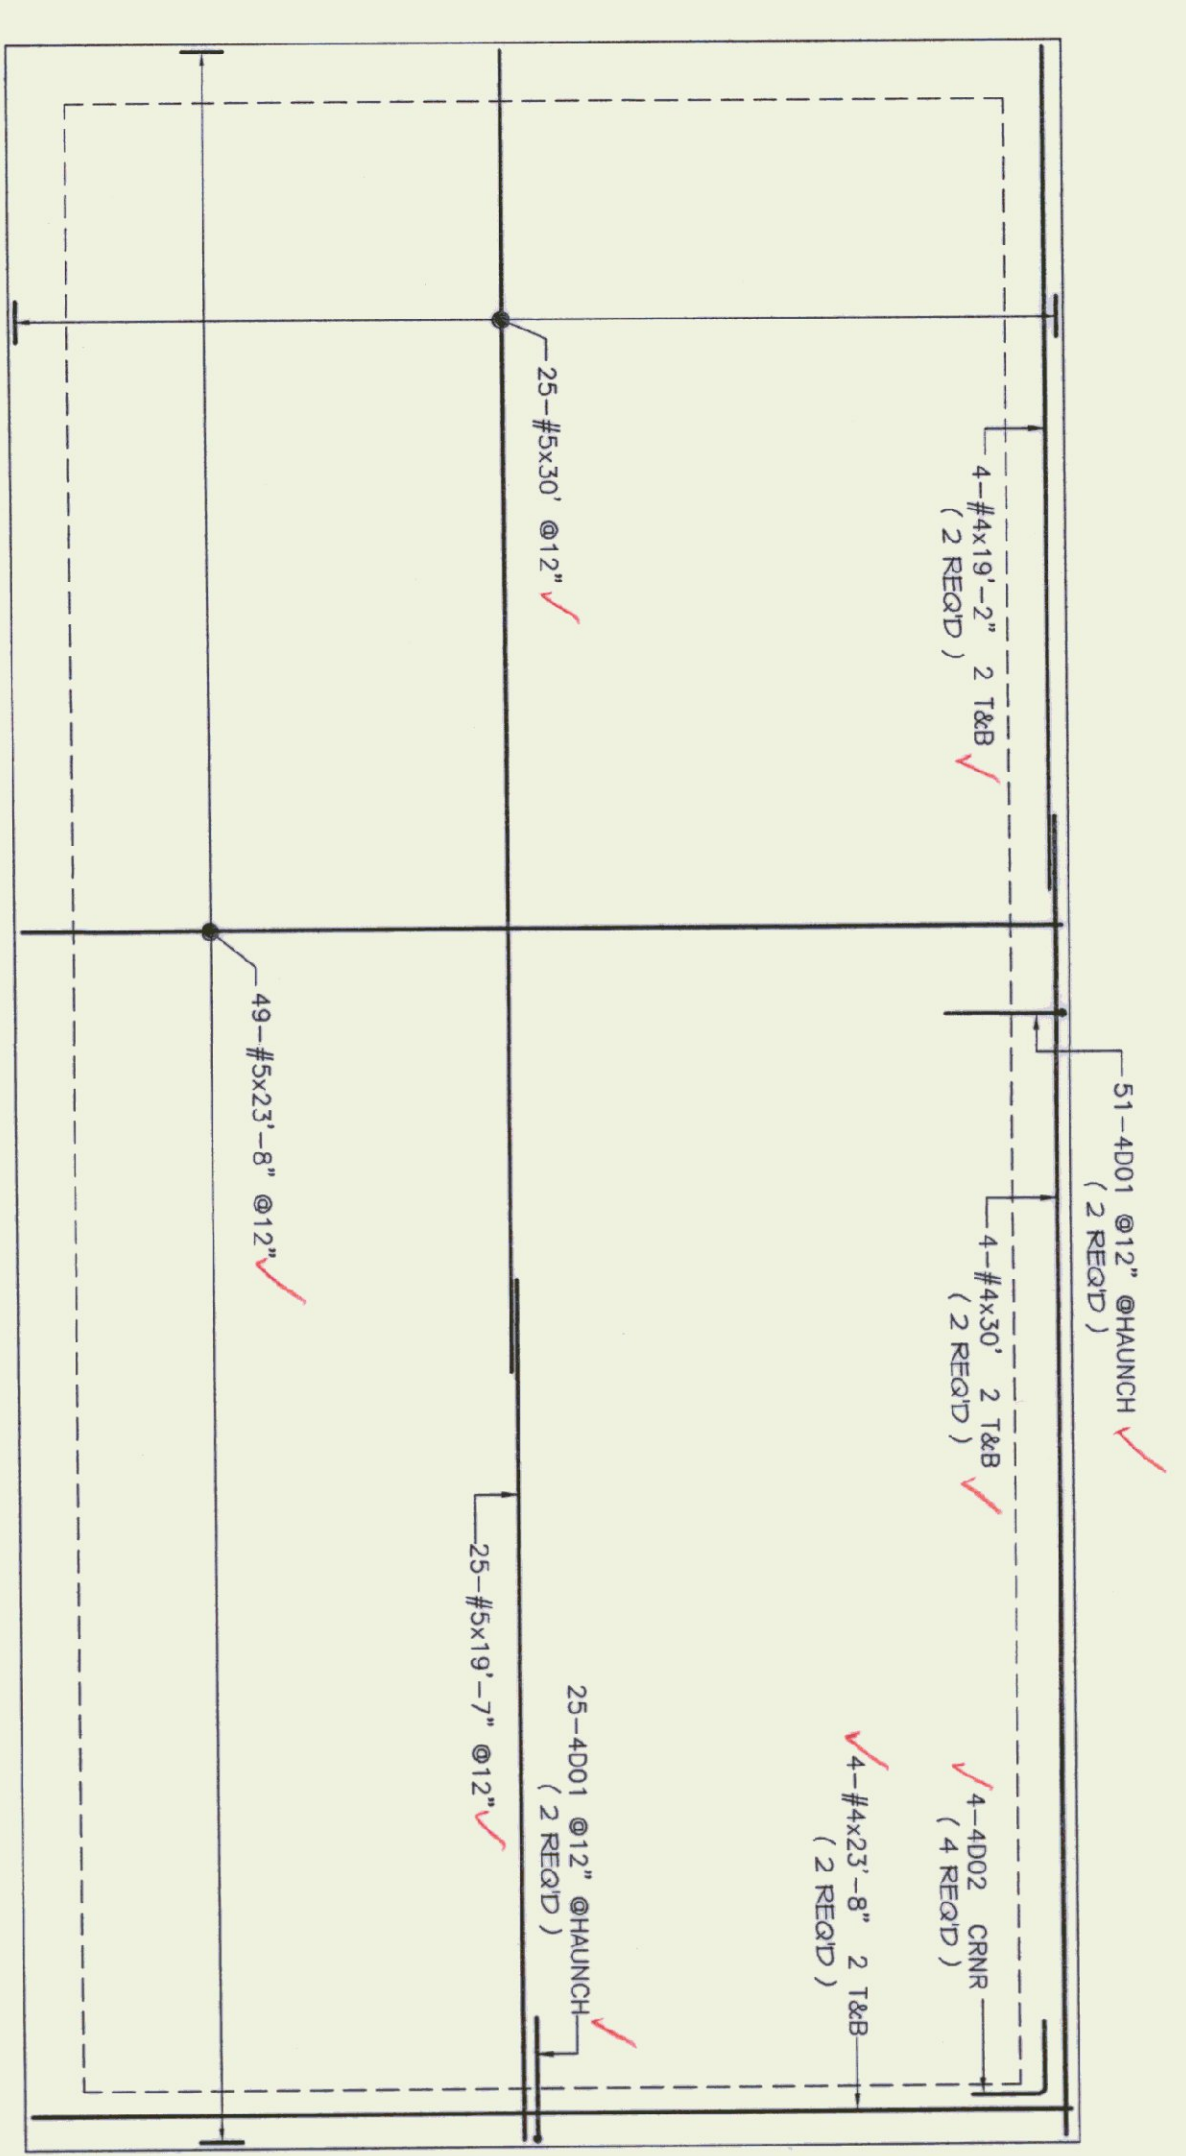 51-4D01 @12" @HAUNCH
( 2 REQ'D )
4-#4x19'-2" 2 T&B
( 2 REQ'D )
4-#4x30' 2 T&B
( 2 REQ'D )
4-4D02 CRNR
( 4 REQ'D )
4-#4x23'-8" 2 T&B
( 2 REQ'D )
25-#5x30' @12"
25-4D01 @12" @HAUNCH
( 2 REQ'D )
25-#5x19'-7" @12"
49-#5x23'-8" @12"